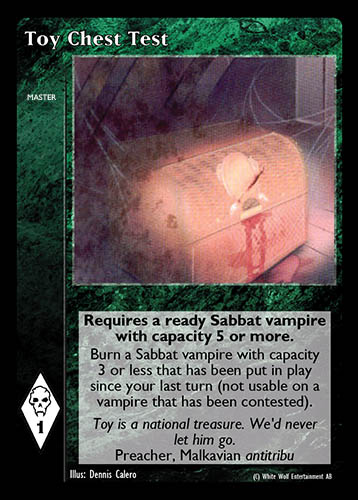 Toy Chest Test
MASTER
Requires a ready Sabbat vampire
with capacity 5 or more.
Burn a Sabbat vampire with capacity
3 or less that has been put in play
since your last turn (not usable on a
vampire that has been contested).
Toy is a national treasure. We'd never
let him go.
Preacher, Malkavian antitribu
1
Illus: Dennis Calero
(C) White Wolf Entertainment AB